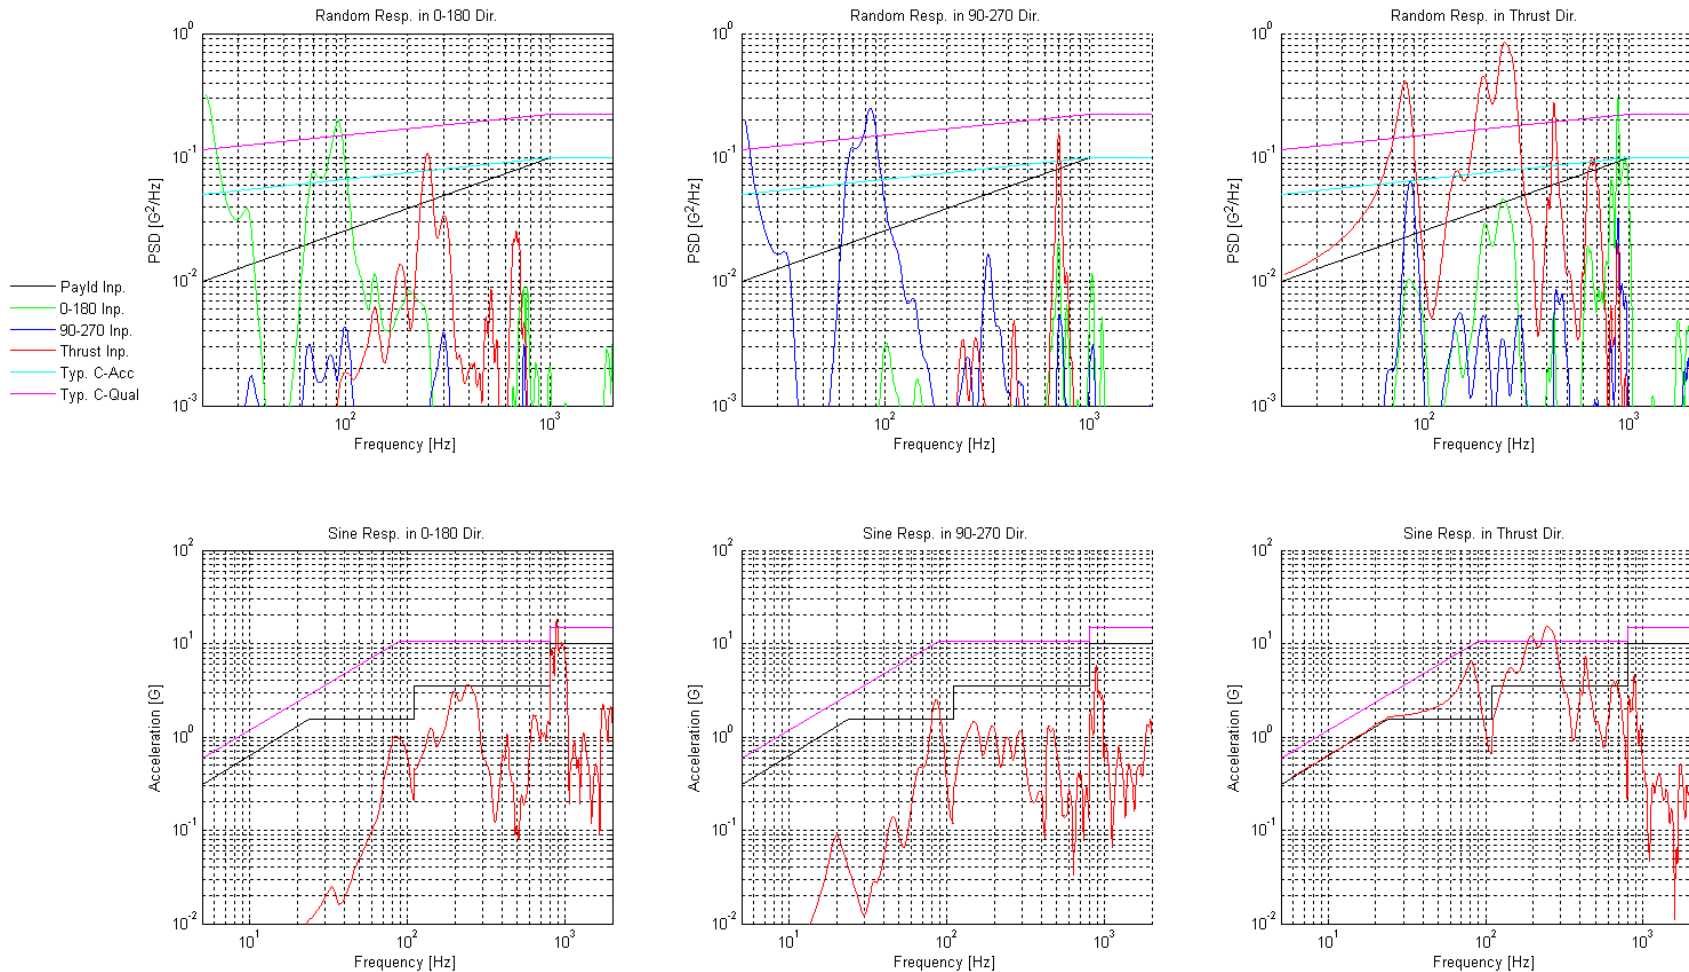 Random Resp. in 0-180 Dir.
10^0
10^-1
10^-2
10^-3
PSD [G^2/Hz]
10^2
10^3
Frequency [Hz]
Random Resp. in 90-270 Dir.
10^0
10^-1
10^-2
10^-3
PSD [G^2/Hz]
10^2
10^3
Frequency [Hz]
Random Resp. in Thrust Dir.
10^0
10^-1
10^-2
10^-3
PSD [G^2/Hz]
10^2
10^3
Frequency [Hz]
Payld Inp.
0-180 Inp.
90-270 Inp.
Thrust Inp.
Typ. C-Acc
Typ. C-Qual
Sine Resp. in 0-180 Dir.
10^2
10^1
10^0
10^-1
10^-2
Acceleration [G]
10^1
10^2
10^3
Frequency [Hz]
Sine Resp. in 90-270 Dir.
10^2
10^1
10^0
10^-1
10^-2
Acceleration [G]
10^1
10^2
10^3
Frequency [Hz]
Sine Resp. in Thrust Dir.
10^2
10^1
10^0
10^-1
10^-2
Acceleration [G]
10^1
10^2
10^3
Frequency [Hz]